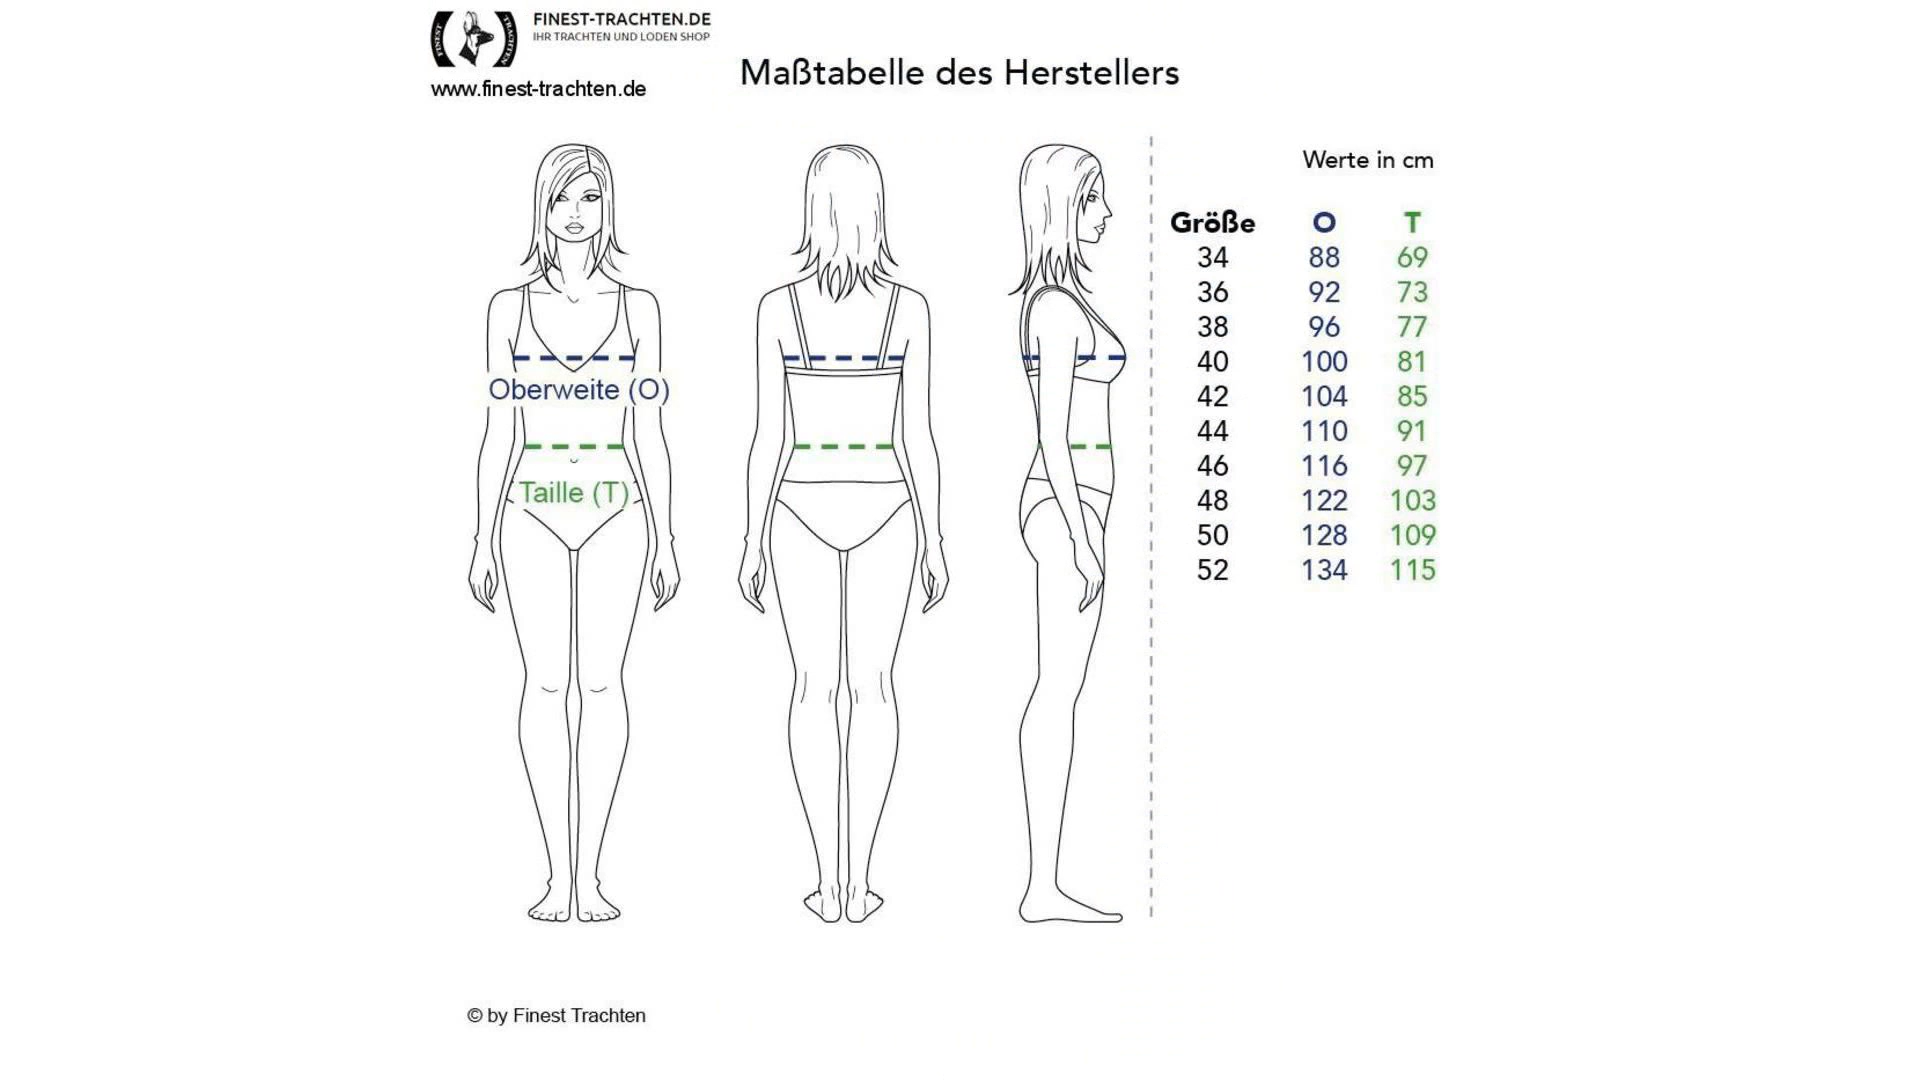 FINEST TRACHTEN
FINEST-TRACHTEN.DE
IHR TRACHTEN UND LODEN SHOP
www.finest-trachten.de
Maßtabelle des Herstellers
Werte in cm
Größe O T
34 88 69
36 92 73
38 96 77
40 100 81
42 104 85
44 110 91
46 116 97
48 122 103
50 128 109
52 134 115
Oberweite (O)
Taille (T)
© by Finest Trachten